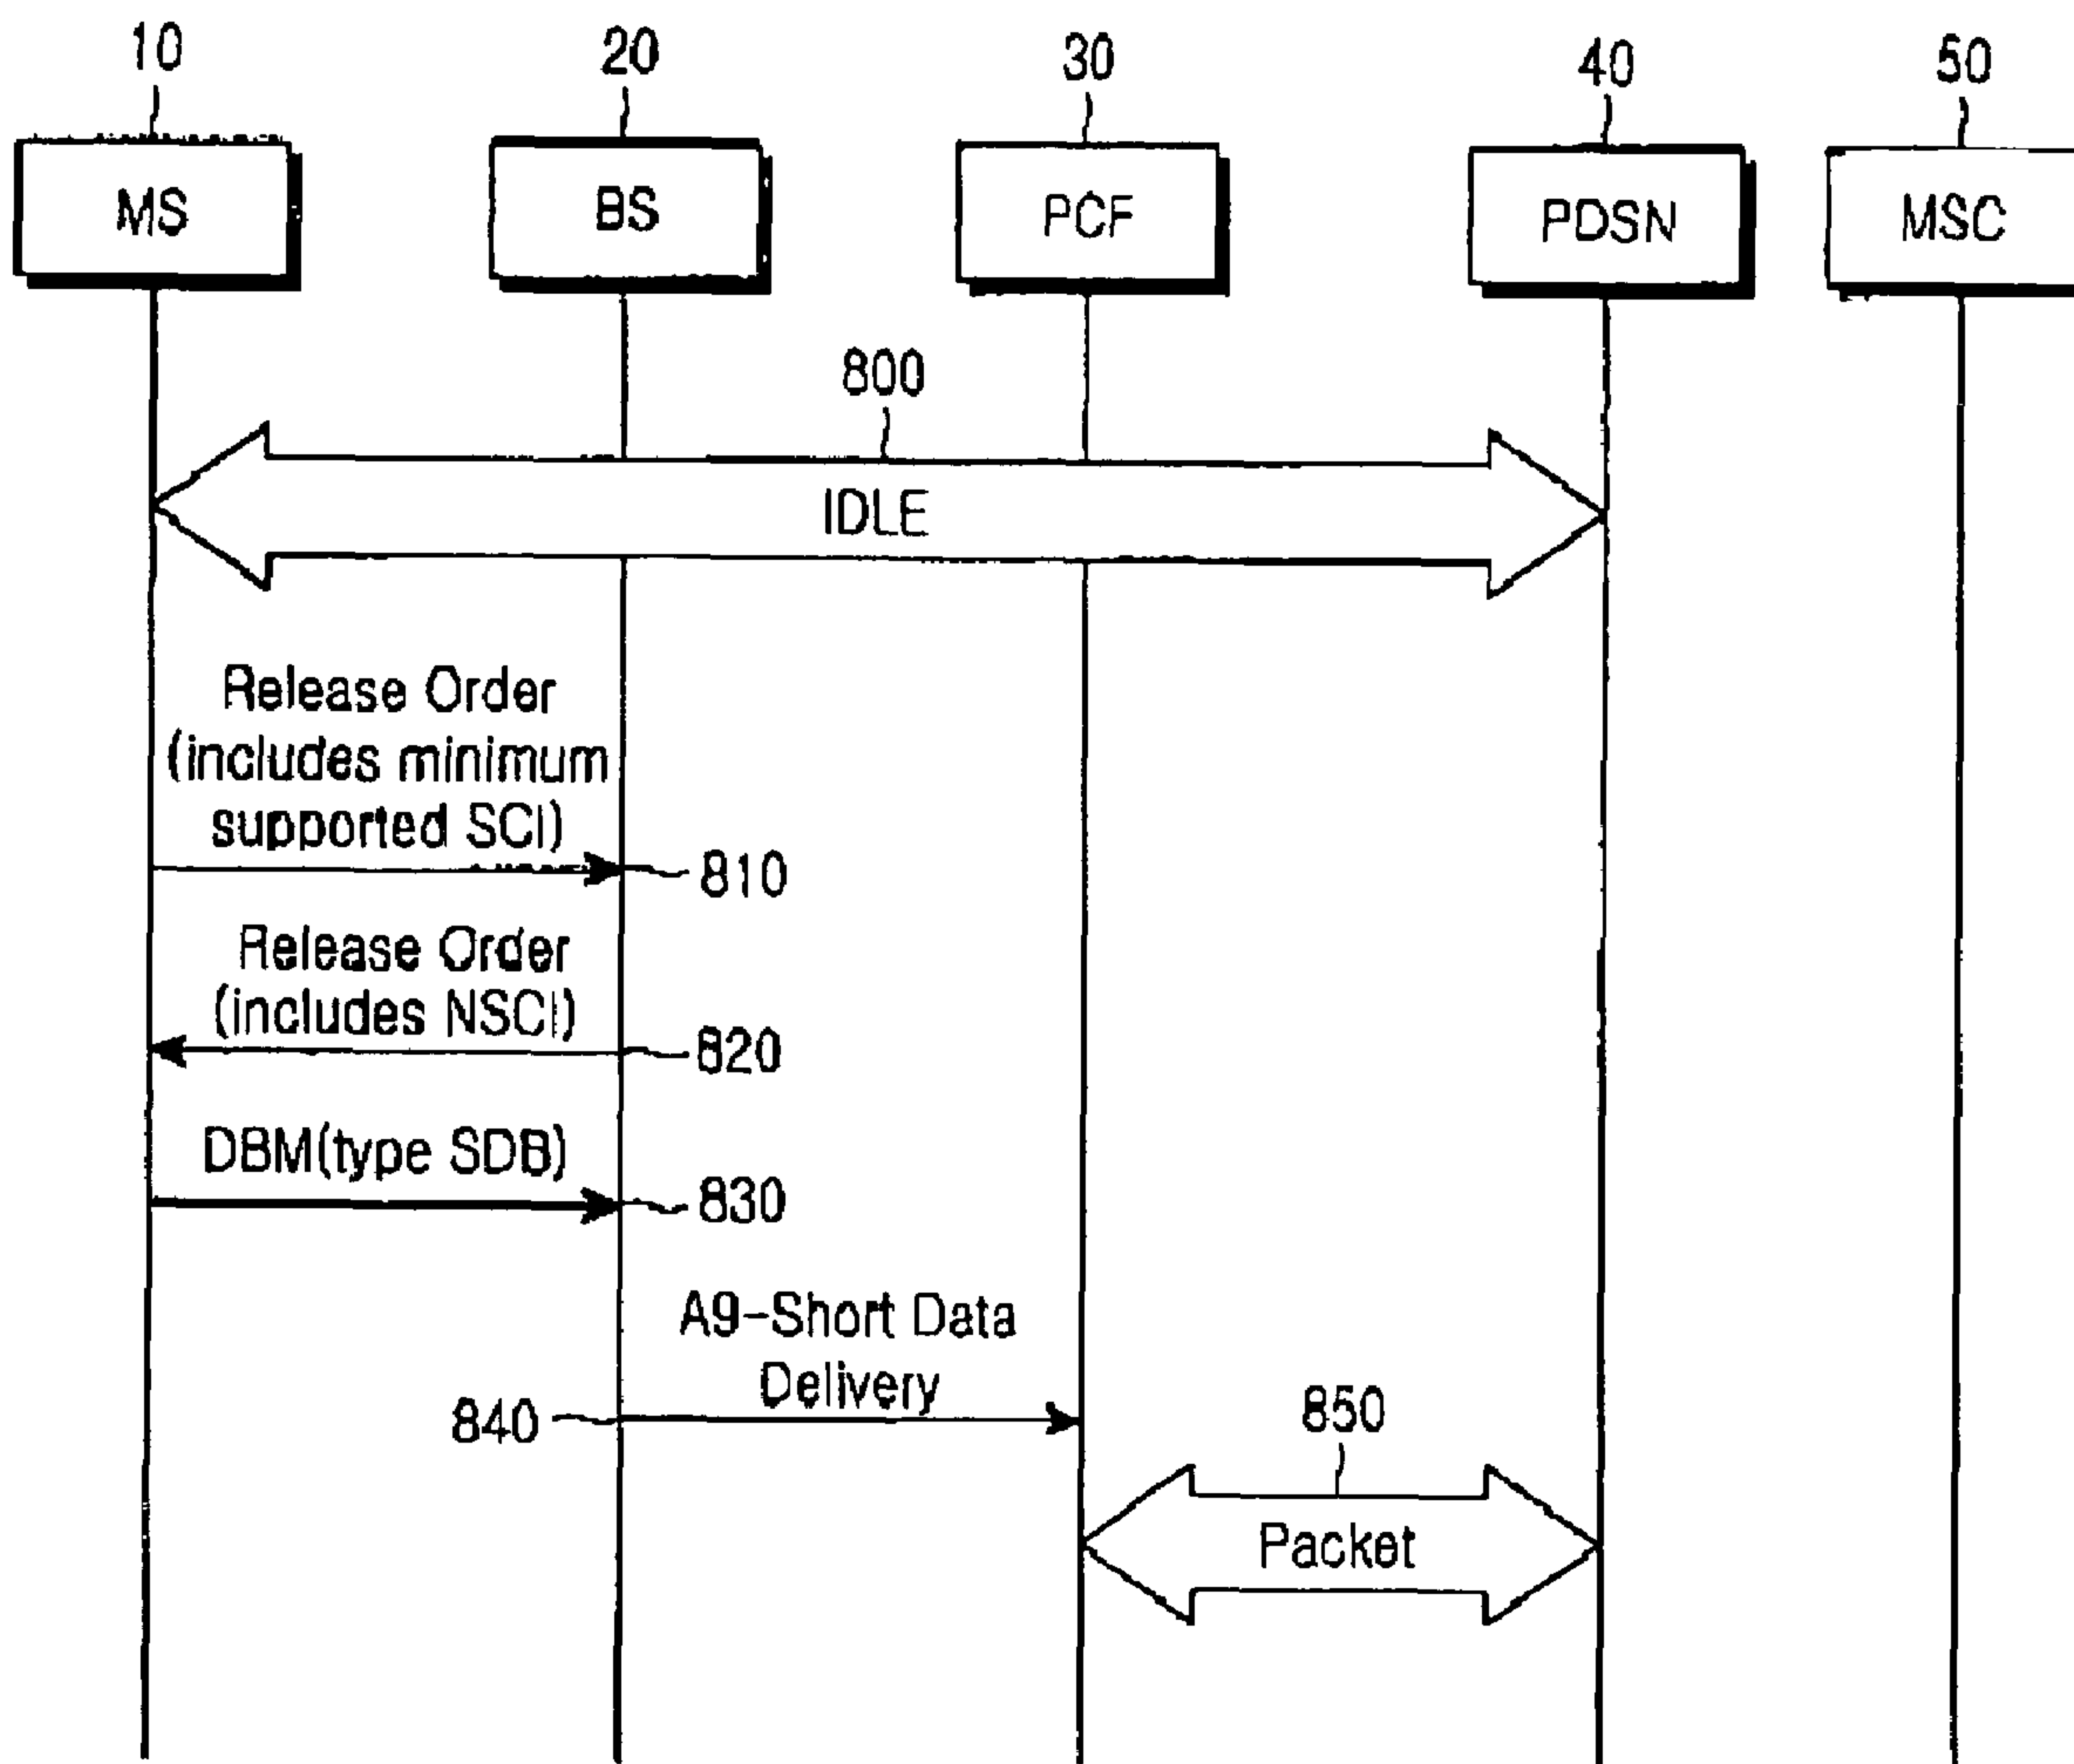 10
20
30
40
50
MS
BS
PCF
PDSN
MSC
800
IDLE
Release Order
(includes minimum
supported SCI)
810
Release Order
(includes NSCI)
820
DBM(type SDB)
830
A9-Short Data
Delivery
840
850
Packet